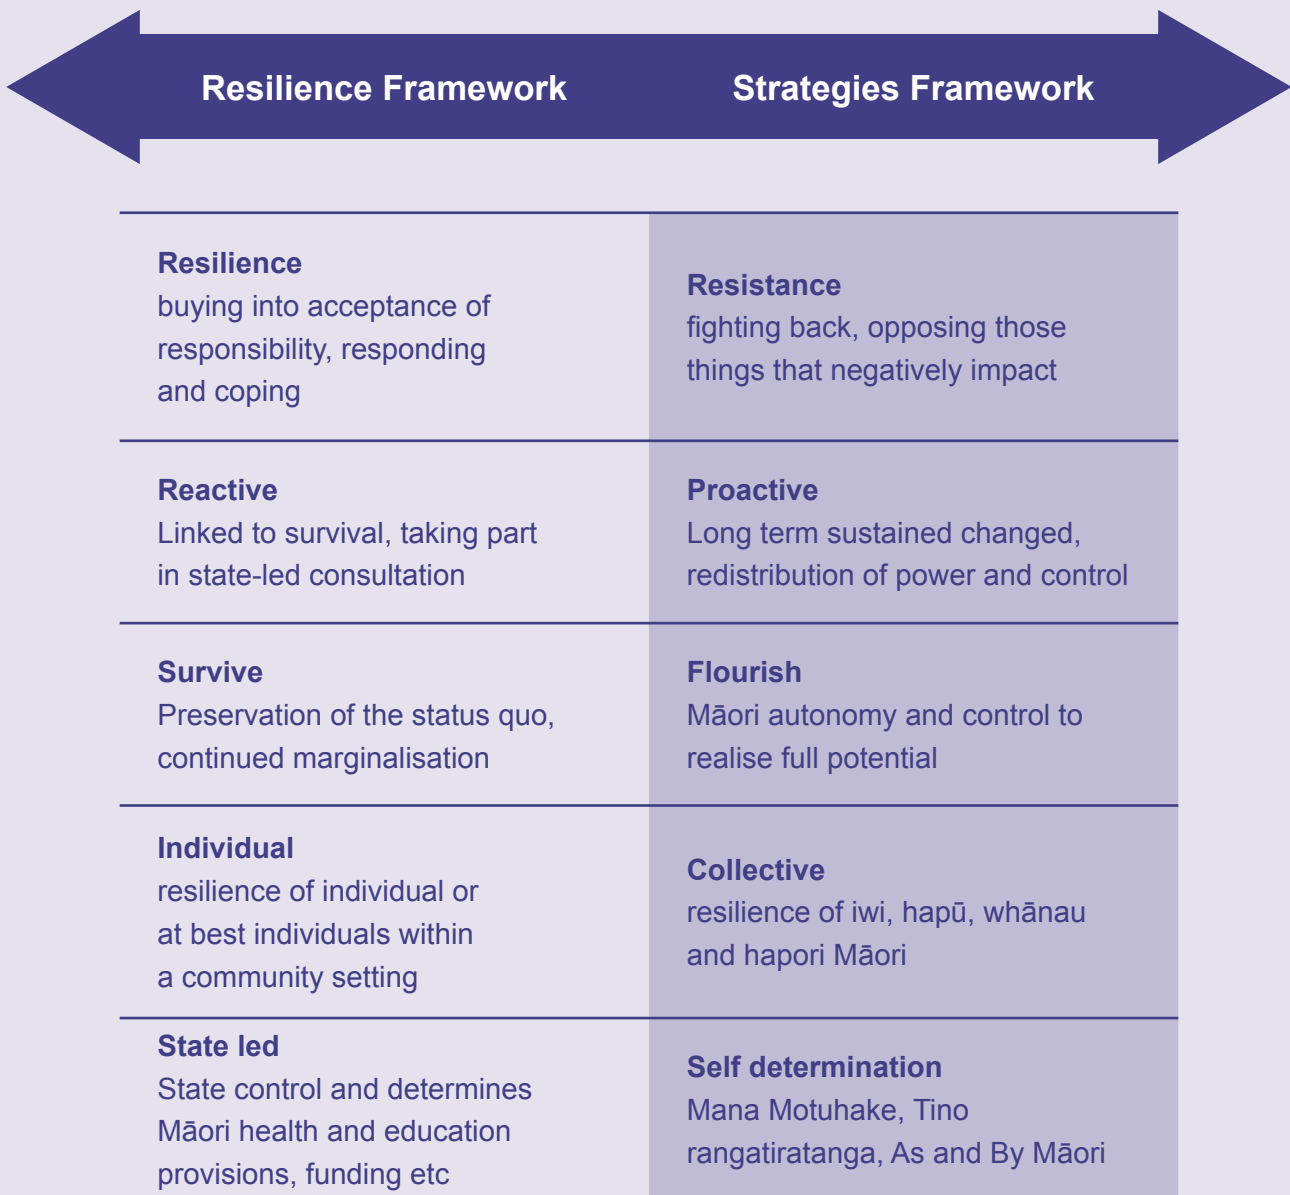 Resilience Framework
Strategies Framework
Resilience
buying into acceptance of
responsibility, responding
and coping
Resistance
fighting back, opposing those
things that negatively impact
Reactive
Linked to survival, taking part
in state-led consultation
Proactive
Long term sustained changed,
redistribution of power and control
Survive
Preservation of the status quo,
continued marginalisation
Flourish
Māori autonomy and control to
realise full potential
Individual
resilience of individual or
at best individuals within
a community setting
Collective
resilience of iwi, hapū, whānau
and hapori Māori
State led
State control and determines
Māori health and education
provisions, funding etc
Self determination
Mana Motuhake, Tino
rangatiratanga, As and By Māori